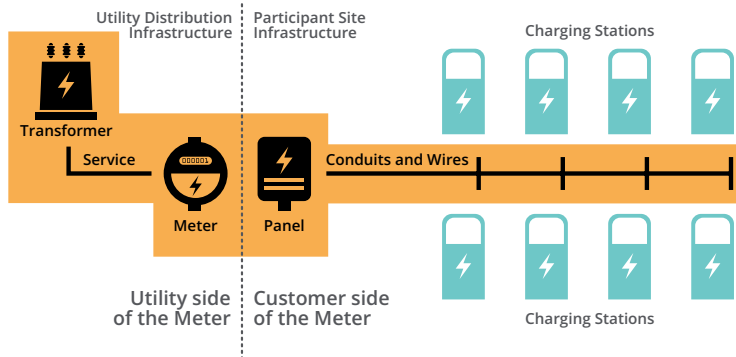 Utility Distribution
Infrastructure
Participant Site
Infrastructure
Charging Stations
Transformer
Service
000001
Conduits and Wires
Meter
Panel
Utility side
of the Meter
Customer side
of the Meter
Charging Stations